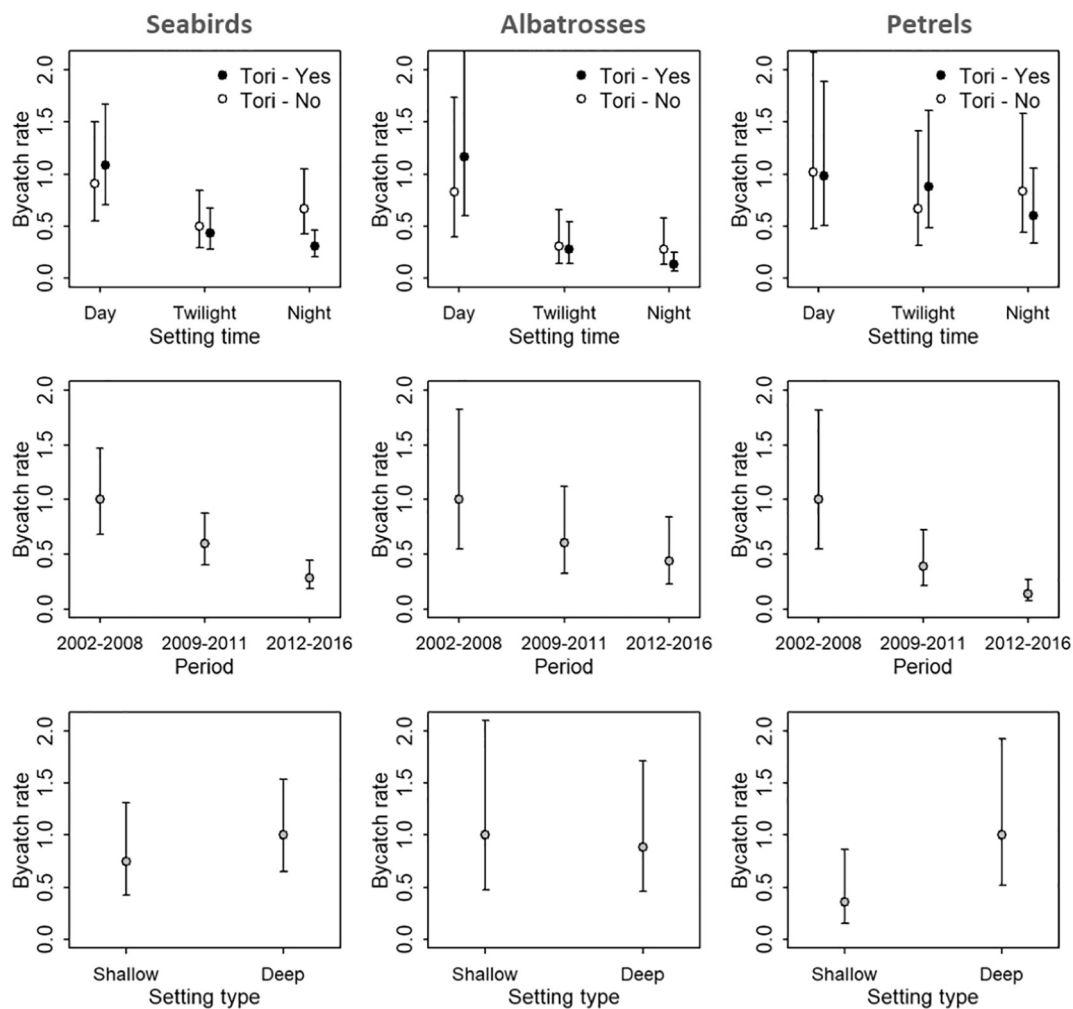 Seabirds
Albatrosses
Petrels
Bycatch rate
2.0
1.5
1.0
0.5
0.0
Tori - Yes
Tori - No
Day
Twilight
Night
Setting time
Bycatch rate
2.0
1.5
1.0
0.5
0.0
Tori - Yes
Tori - No
Day
Twilight
Night
Setting time
Bycatch rate
2.0
1.5
1.0
0.5
0.0
Tori - Yes
Tori - No
Day
Twilight
Night
Setting time
Bycatch rate
2.0
1.5
1.0
0.5
0.0
2002-2008
2009-2011
2012-2016
Period
Bycatch rate
2.0
1.5
1.0
0.5
0.0
2002-2008
2009-2011
2012-2016
Period
Bycatch rate
2.0
1.5
1.0
0.5
0.0
2002-2008
2009-2011
2012-2016
Period
Bycatch rate
2.0
1.5
1.0
0.5
0.0
Shallow
Deep
Setting type
Bycatch rate
2.0
1.5
1.0
0.5
0.0
Shallow
Deep
Setting type
Bycatch rate
2.0
1.5
1.0
0.5
0.0
Shallow
Deep
Setting type